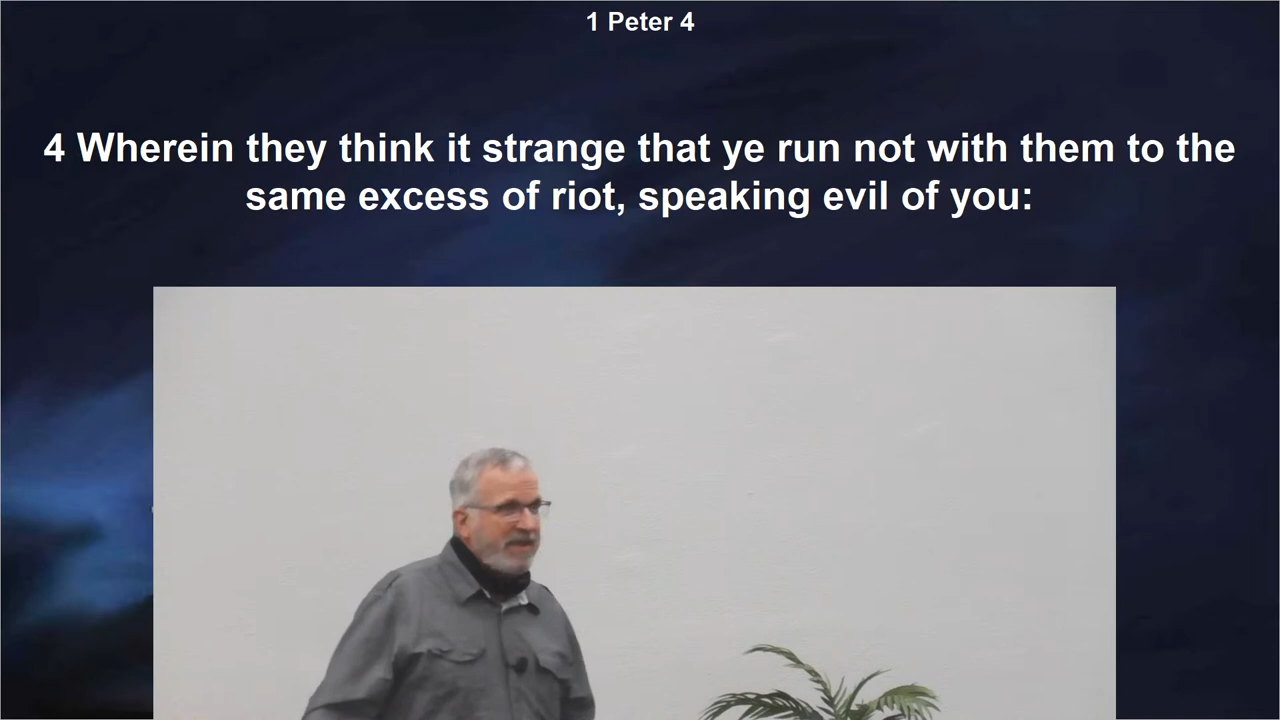 1 Peter 4
4 Wherein they think it strange that ye run not with them to the
same excess of riot, speaking evil of you: